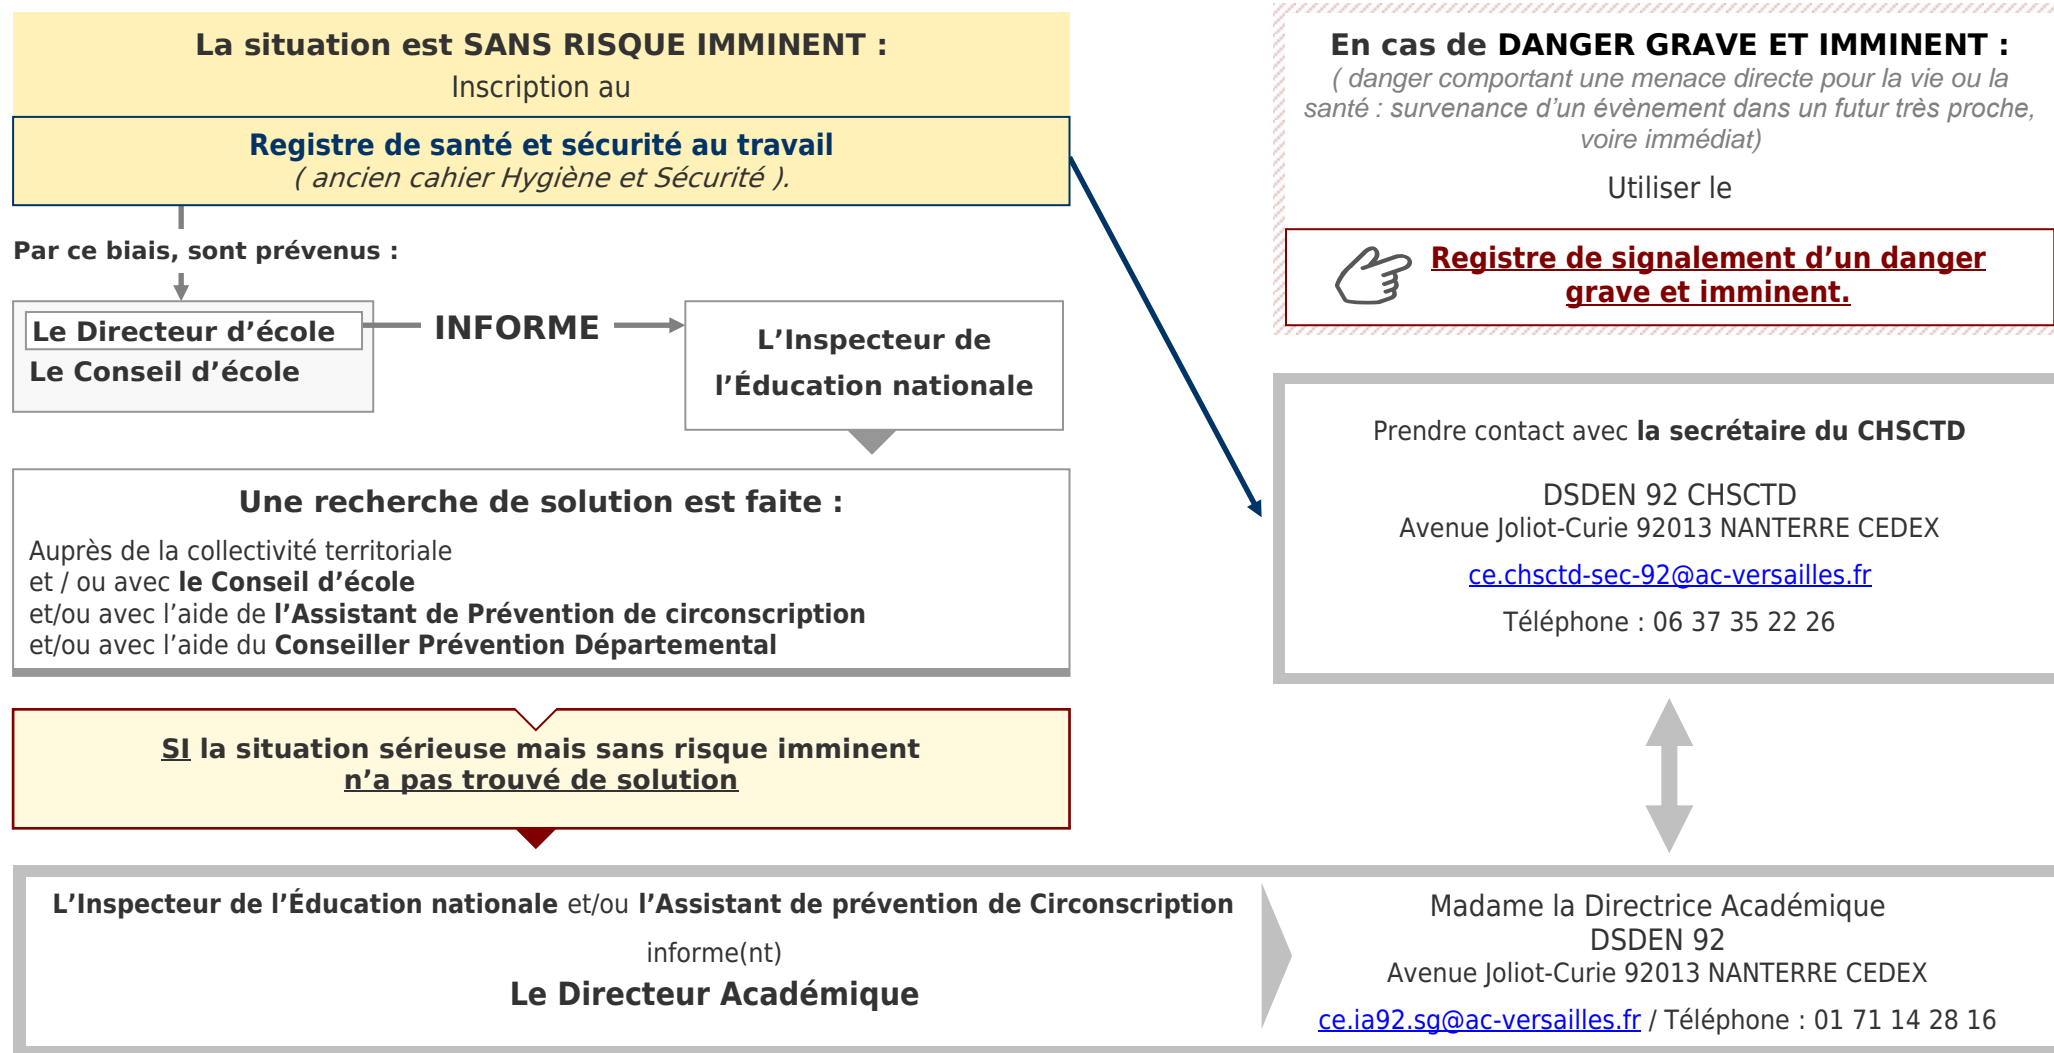 La situation est SANS RISQUE IMMINENT :
Inscription au
Registre de santé et sécurité au travail
( ancien cahier Hygiène et Sécurité ).
Par ce biais, sont prévenus :
Le Directeur d’école
Le Conseil d’école
INFORME
L’Inspecteur de
l’Éducation nationale
Une recherche de solution est faite :
Auprès de la collectivité territoriale
et / ou avec le Conseil d’école
et/ou avec l’aide de l’Assistant de Prévention de circonscription
et/ou avec l’aide du Conseiller Prévention Départemental
SI la situation sérieuse mais sans risque imminent
n’a pas trouvé de solution
En cas de DANGER GRAVE ET IMMINENT :
( danger comportant une menace directe pour la vie ou la
santé : survenance d’un évènement dans un futur très proche,
voire immédiat)
Utiliser le
Registre de signalement d’un danger
grave et imminent.
Prendre contact avec la secrétaire du CHSCTD
DSDEN 92 CHSCTD
Avenue Joliot-Curie 92013 NANTERRE CEDEX
ce.chsctd-sec-92@ac-versailles.fr
Téléphone : 06 37 35 22 26
L’Inspecteur de l’Éducation nationale et/ou l’Assistant de prévention de Circonscription
informe(nt)
Le Directeur Académique
Madame la Directrice Académique
DSDEN 92
Avenue Joliot-Curie 92013 NANTERRE CEDEX
ce.ia92.sg@ac-versailles.fr / Téléphone : 01 71 14 28 16